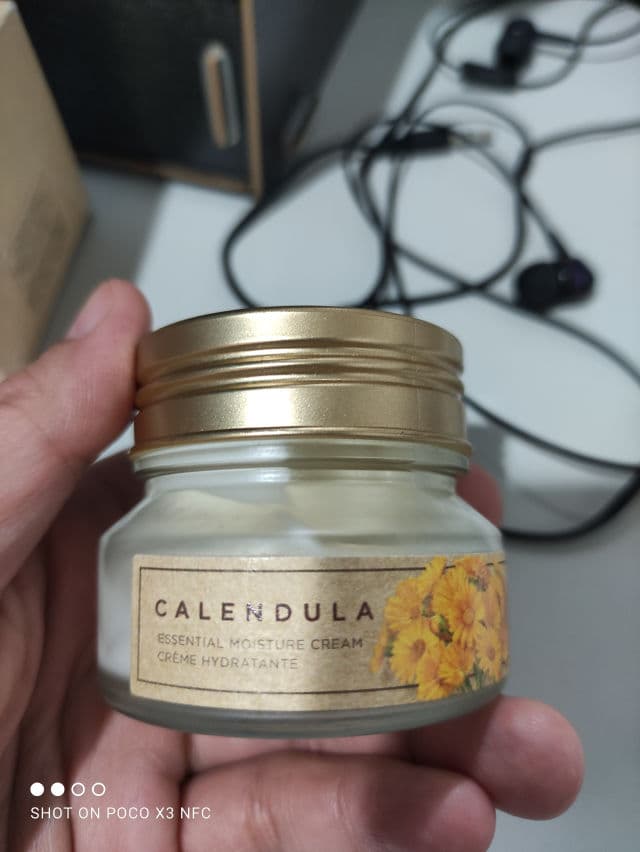 CALENDULA
ESSENTIAL MOISTURE CREAM
CRÈME HYDRATANTE
SHOT ON POCO X3 NFC